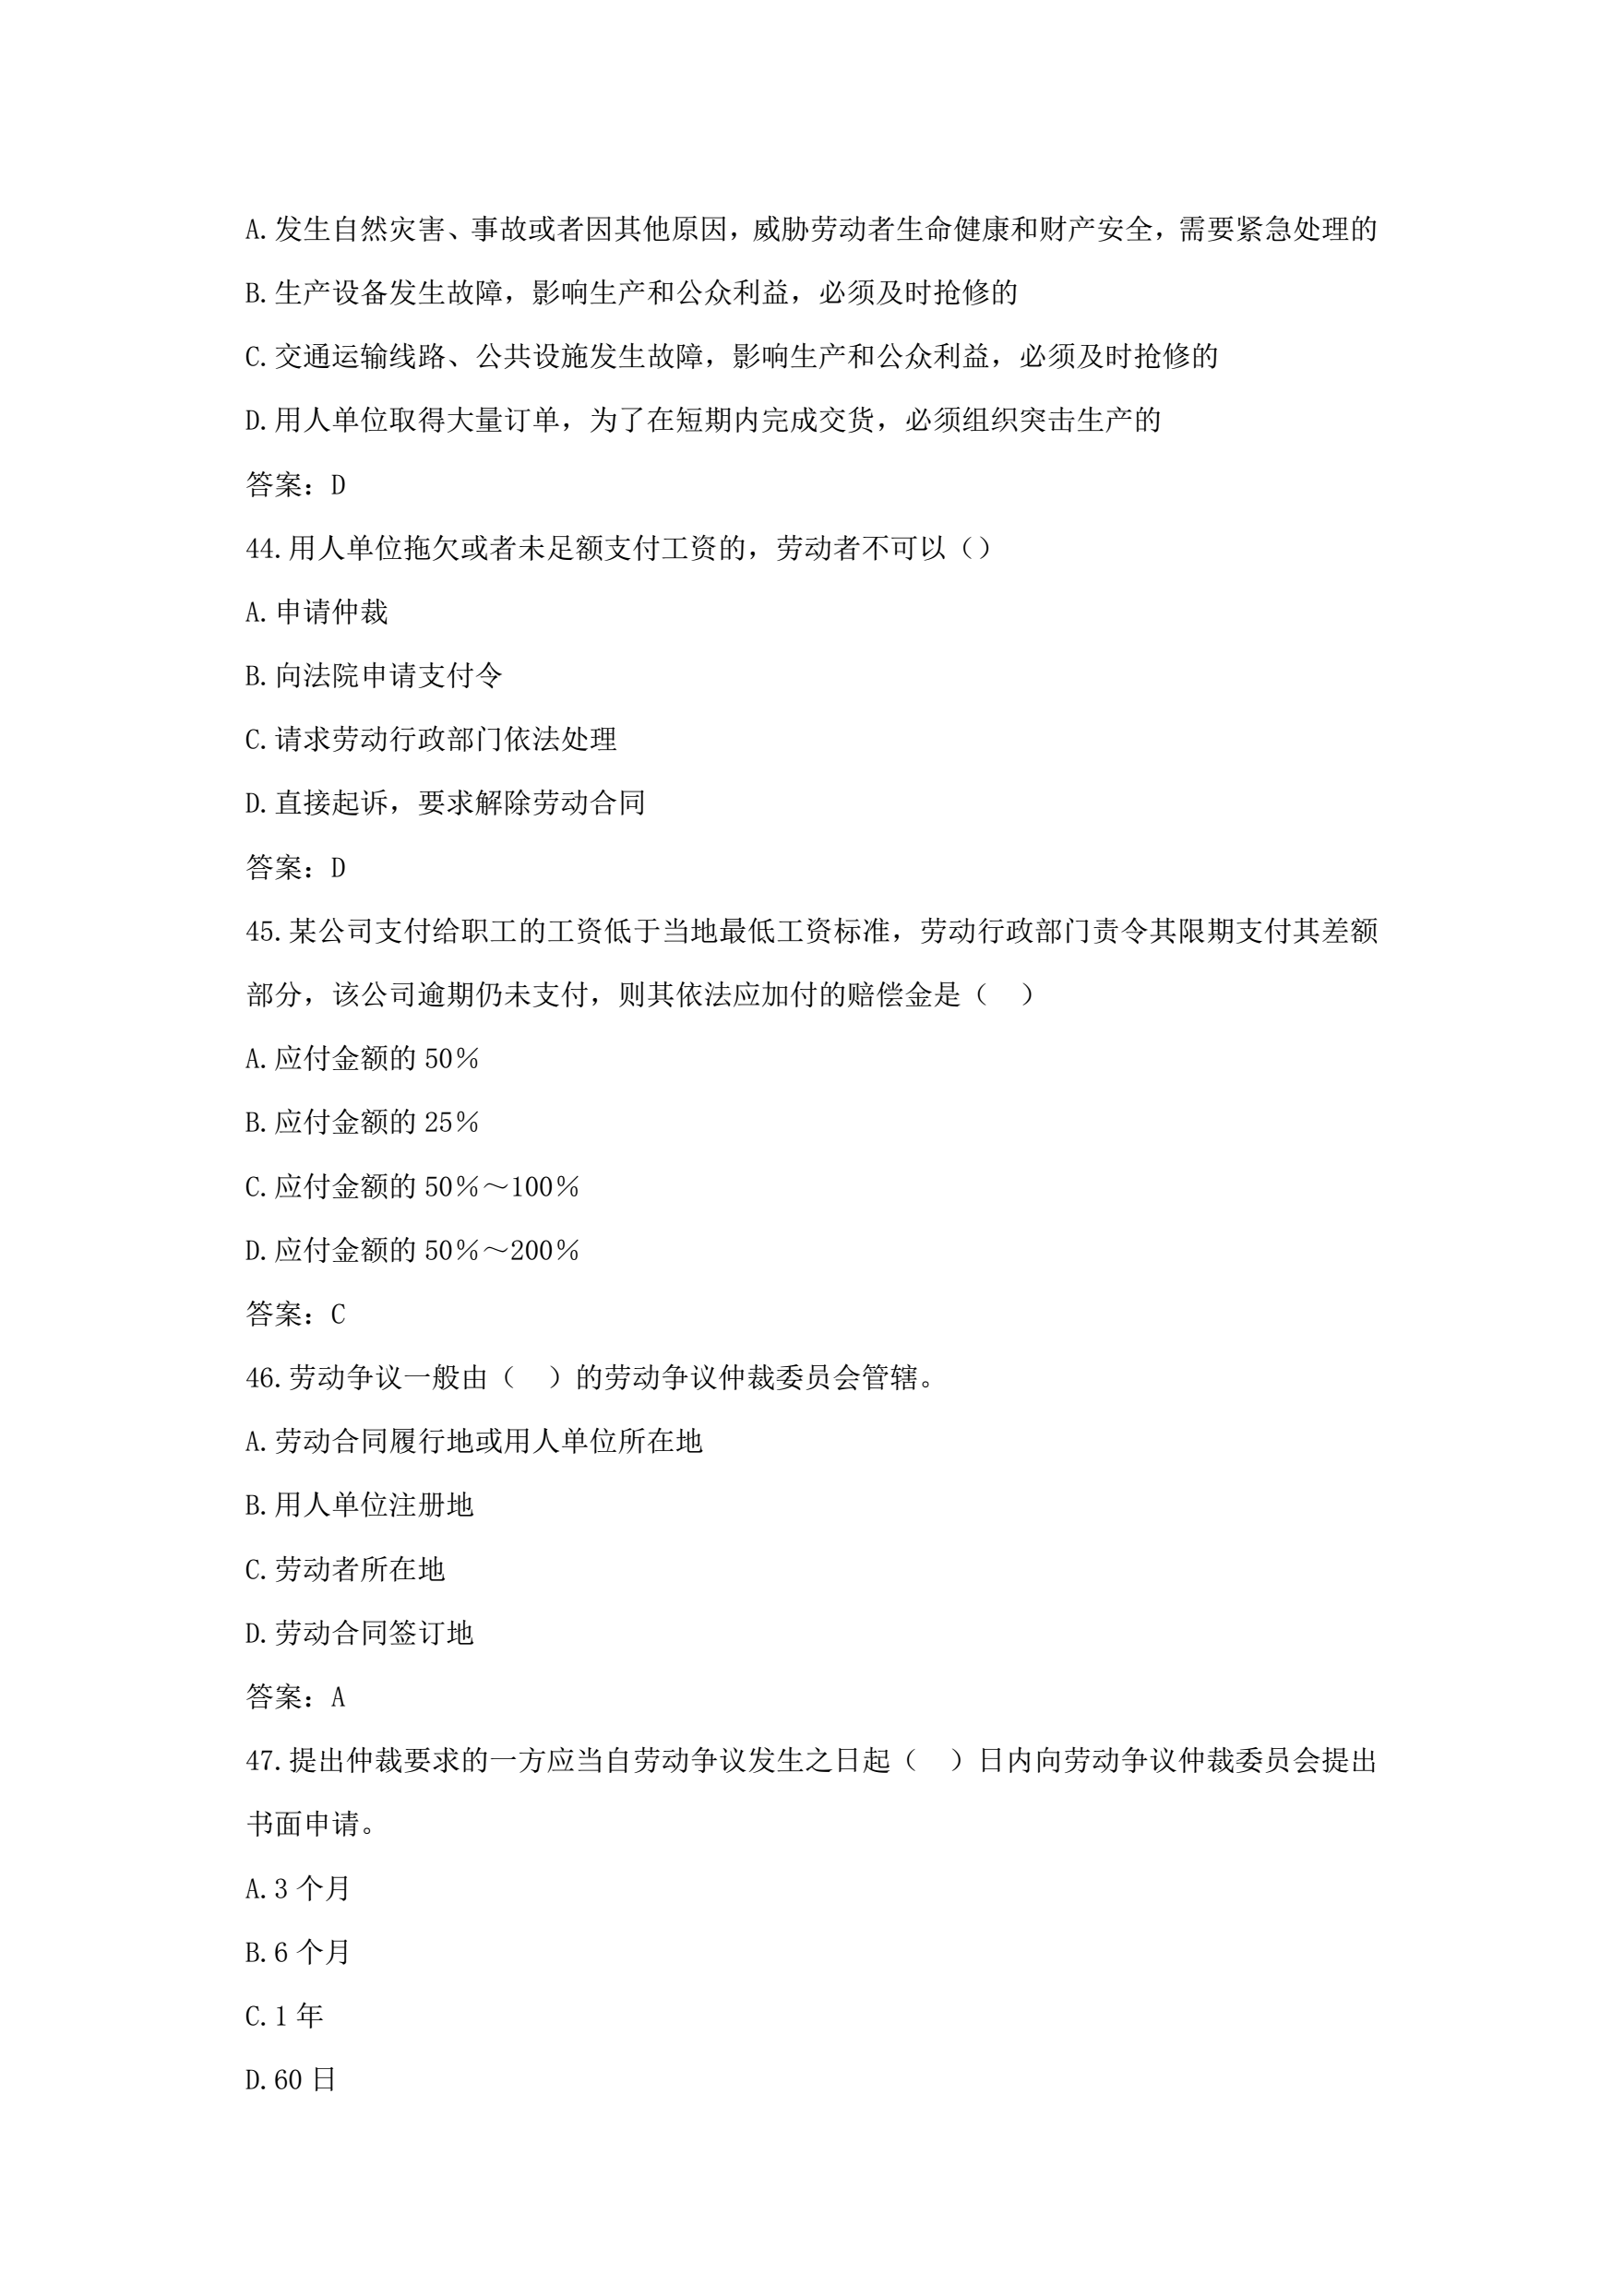 A.发生自然灾害、事故或者因其他原因，威胁劳动者生命健康和财产安全，需要紧急处理的
B.生产设备发生故障，影响生产和公众利益，必须及时抢修的
C.交通运输线路、公共设施发生故障，影响生产和公众利益，必须及时抢修的
D.用人单位取得大量订单，为了在短期内完成交货，必须组织突击生产的
答案：D
44.用人单位拖欠或者未足额支付工资的，劳动者不可以（）
A.申请仲裁
B.向法院申请支付令
C.请求劳动行政部门依法处理
D.直接起诉，要求解除劳动合同
答案：D
45.某公司支付给职工的工资低于当地最低工资标准，劳动行政部门责令其限期支付其差额
部分，该公司逾期仍未支付，则其依法应加付的赔偿金是（　）
A.应付金额的 50％
B.应付金额的 25％
C.应付金额的 50％～100％
D.应付金额的 50％～200％
答案：C
46.劳动争议一般由（　）的劳动争议仲裁委员会管辖。
A.劳动合同履行地或用人单位所在地
B.用人单位注册地
C.劳动者所在地
D.劳动合同签订地
答案：A
47.提出仲裁要求的一方应当自劳动争议发生之日起（　）日内向劳动争议仲裁委员会提出
书面申请。
A.3 个月
B.6 个月
C.1 年
D.60 日